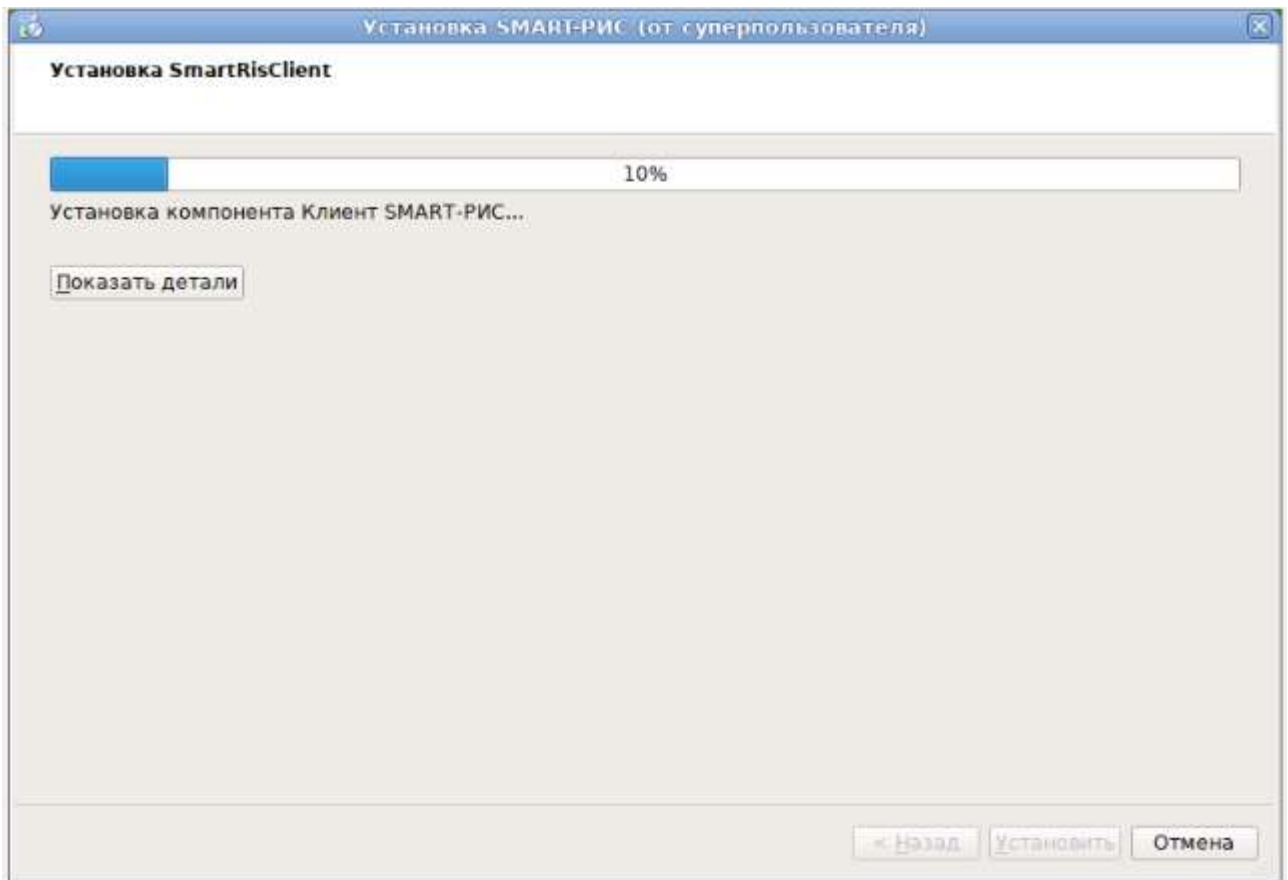 Установка SMART-РИС (от суперпользователя)
Установка SmartRisClient
10%
Установка компонента Клиент SMART-РИС...
Показать детали
< Назад
Установить
Отмена